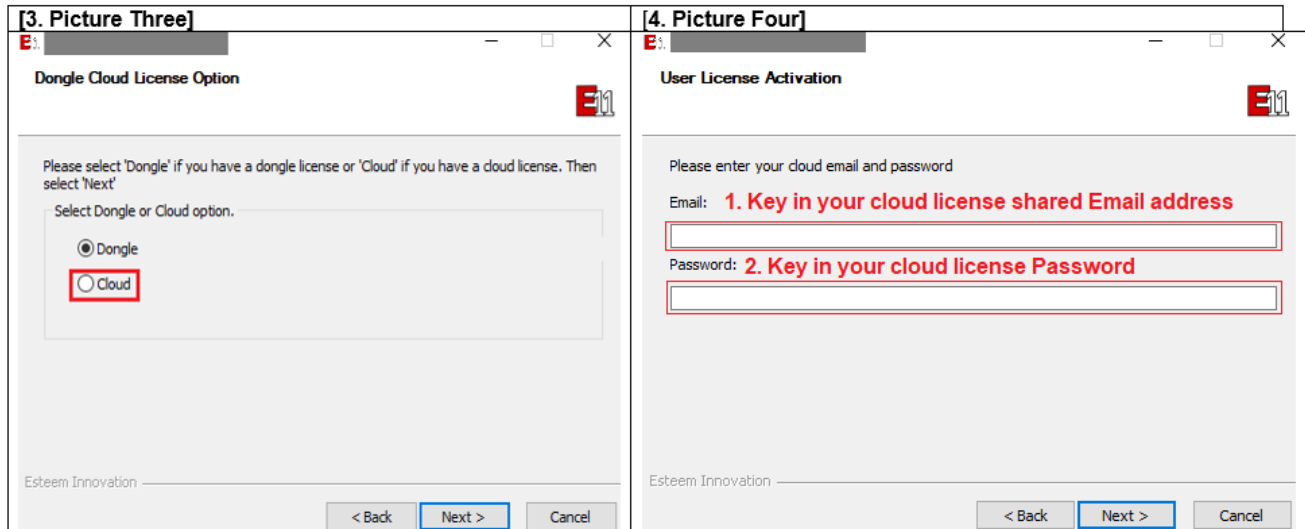 [3. Picture Three]
Dongle Cloud License Option
E11
Please select 'Dongle' if you have a dongle license or 'Cloud' if you have a cloud license. Then
select 'Next'
Select Dongle or Cloud option.
Dongle
Cloud
Esteem Innovation
< Back
Next >
Cancel
[4. Picture Four]
User License Activation
E11
Please enter your cloud email and password
Email: 1. Key in your cloud license shared Email address
Password: 2. Key in your cloud license Password
Esteem Innovation
< Back
Next >
Cancel